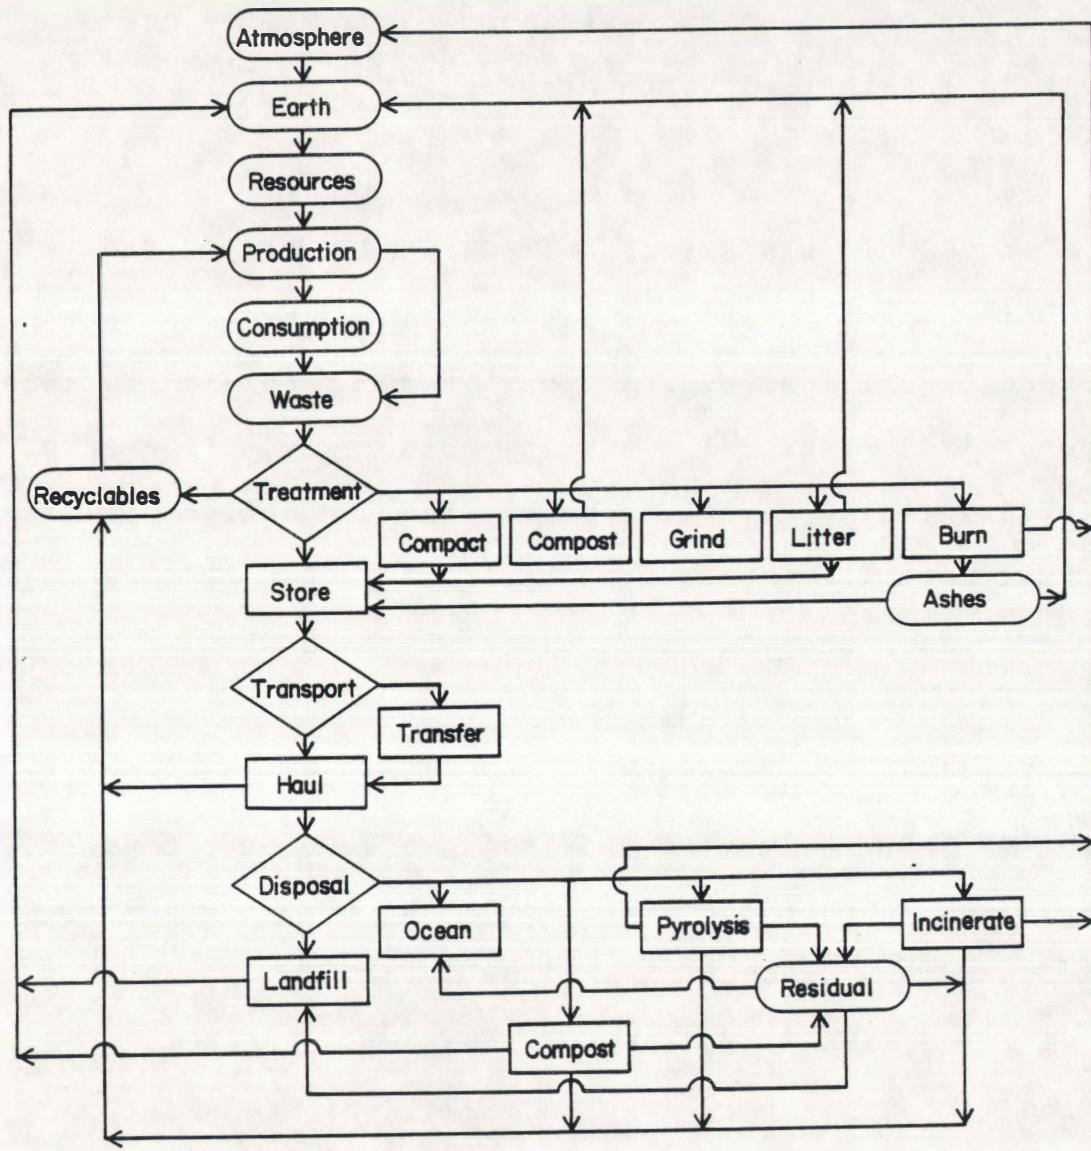 Atmosphere
Earth
Resources
Production
Consumption
Waste
Recyclables
Treatment
Compact
Compost
Grind
Litter
Burn
Store
Ashes
Transport
Transfer
Haul
Disposal
Ocean
Pyrolysis
Incinerate
Landfill
Residual
Compost